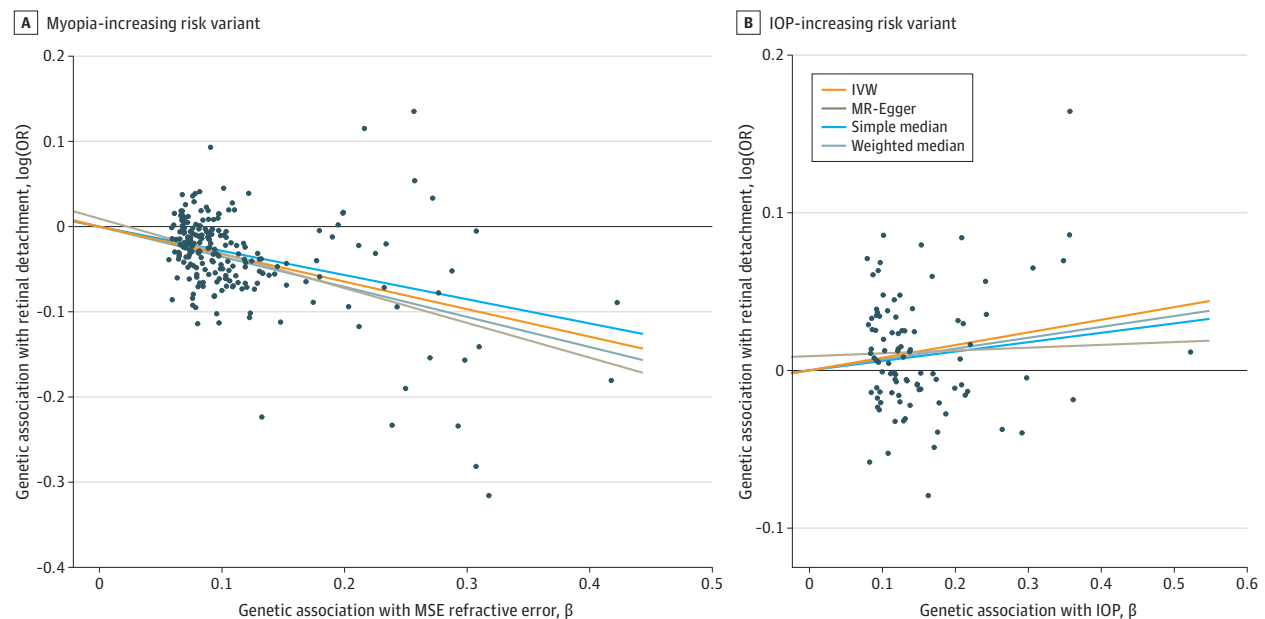 A Myopia-increasing risk variant
0.2
0.1
0
-0.1
-0.2
-0.3
-0.4
Genetic association with retinal detachment, log(OR)
0
0.1
0.2
0.3
0.4
0.5
Genetic association with MSE refractive error, β
B IOP-increasing risk variant
0.2
0.1
0
-0.1
Genetic association with retinal detachment, log(OR)
IVW
MR-Egger
Simple median
Weighted median
0
0.1
0.2
0.3
0.4
0.5
0.6
Genetic association with IOP, β